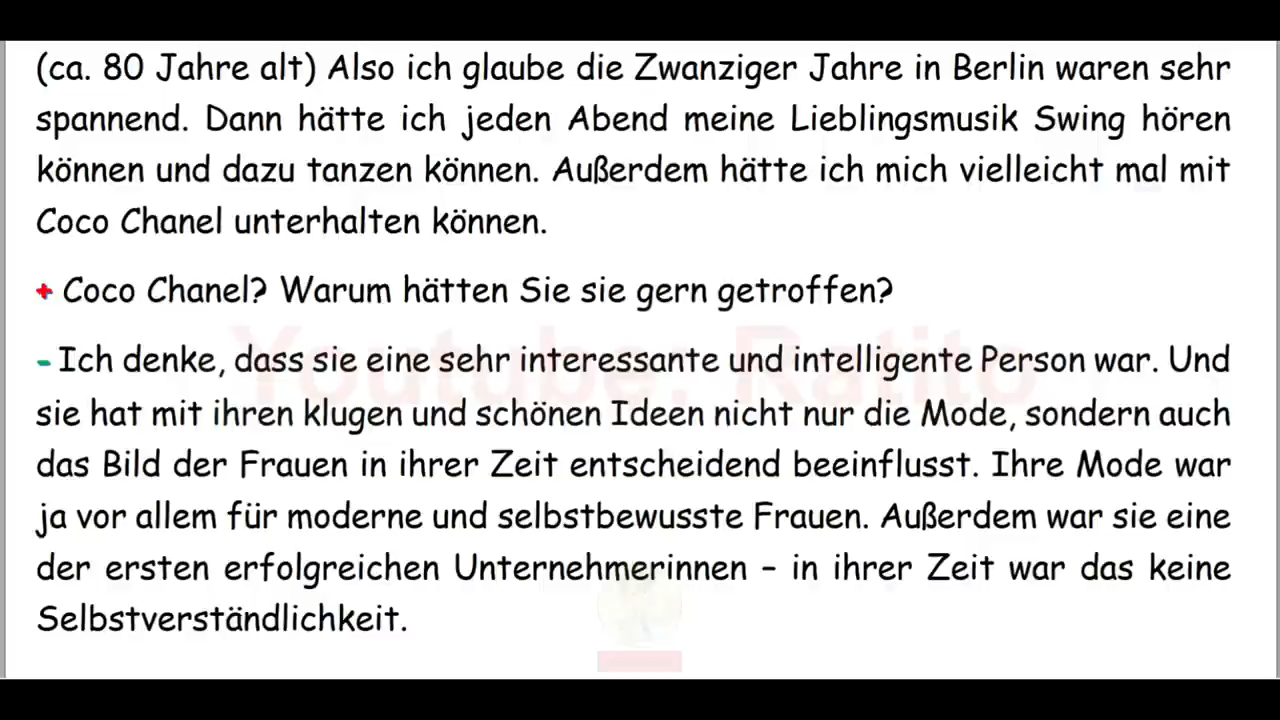 (ca. 80 Jahre alt) Also ich glaube die Zwanziger Jahre in Berlin waren sehr
spannend. Dann hätte ich jeden Abend meine Lieblingsmusik Swing hören
können und dazu tanzen können. Außerdem hätte ich mich vielleicht mal mit
Coco Chanel unterhalten können.
+ Coco Chanel? Warum hätten Sie sie gern getroffen?
Youtube: Ratito
- Ich denke, dass sie eine sehr interessante und intelligente Person war. Und
sie hat mit ihren klugen und schönen Ideen nicht nur die Mode, sondern auch
das Bild der Frauen in ihrer Zeit entscheidend beeinflusst. Ihre Mode war
ja vor allem für moderne und selbstbewusste Frauen. Außerdem war sie eine
der ersten erfolgreichen Unternehmerinnen – in ihrer Zeit war das keine
Selbstverständlichkeit.